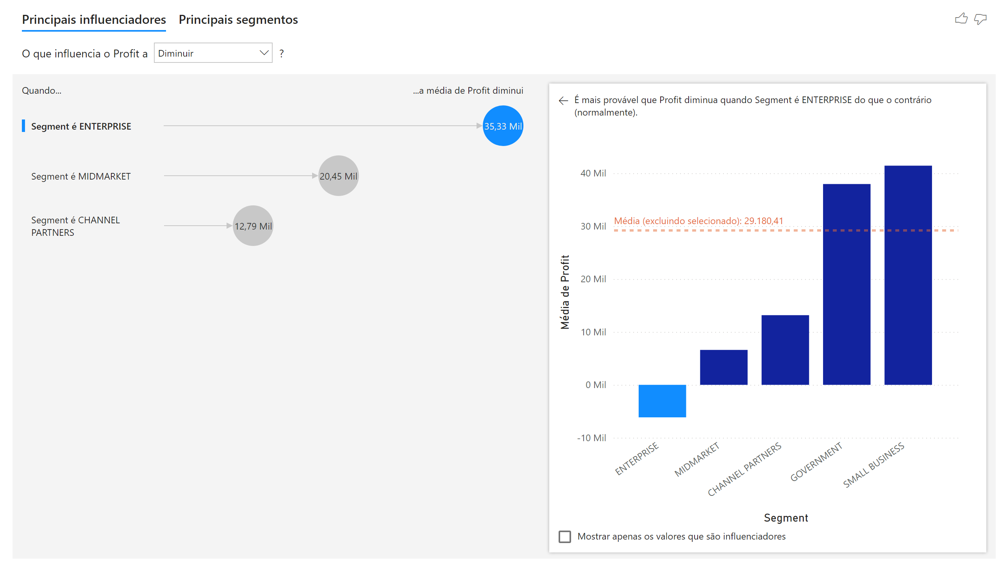 Principais influenciadores
Principais segmentos
O que influencia o Profit a
Diminuir
?
Quando...
...a média de Profit diminui
Segment é ENTERPRISE
35,33 Mil
Segment é MIDMARKET
20,45 Mil
Segment é CHANNEL
PARTNERS
12,79 Mil
É mais provável que Profit diminua quando Segment é ENTERPRISE do que o contrário
(normalmente).
Média de Profit
40 Mil
30 Mil
20 Mil
10 Mil
0 Mil
-10 Mil
Média (excluindo selecionado): 29.180,41
ENTERPRISE
MIDMARKET
CHANNEL PARTNERS
GOVERNMENT
SMALL BUSINESS
Segment
Mostrar apenas os valores que são influenciadores